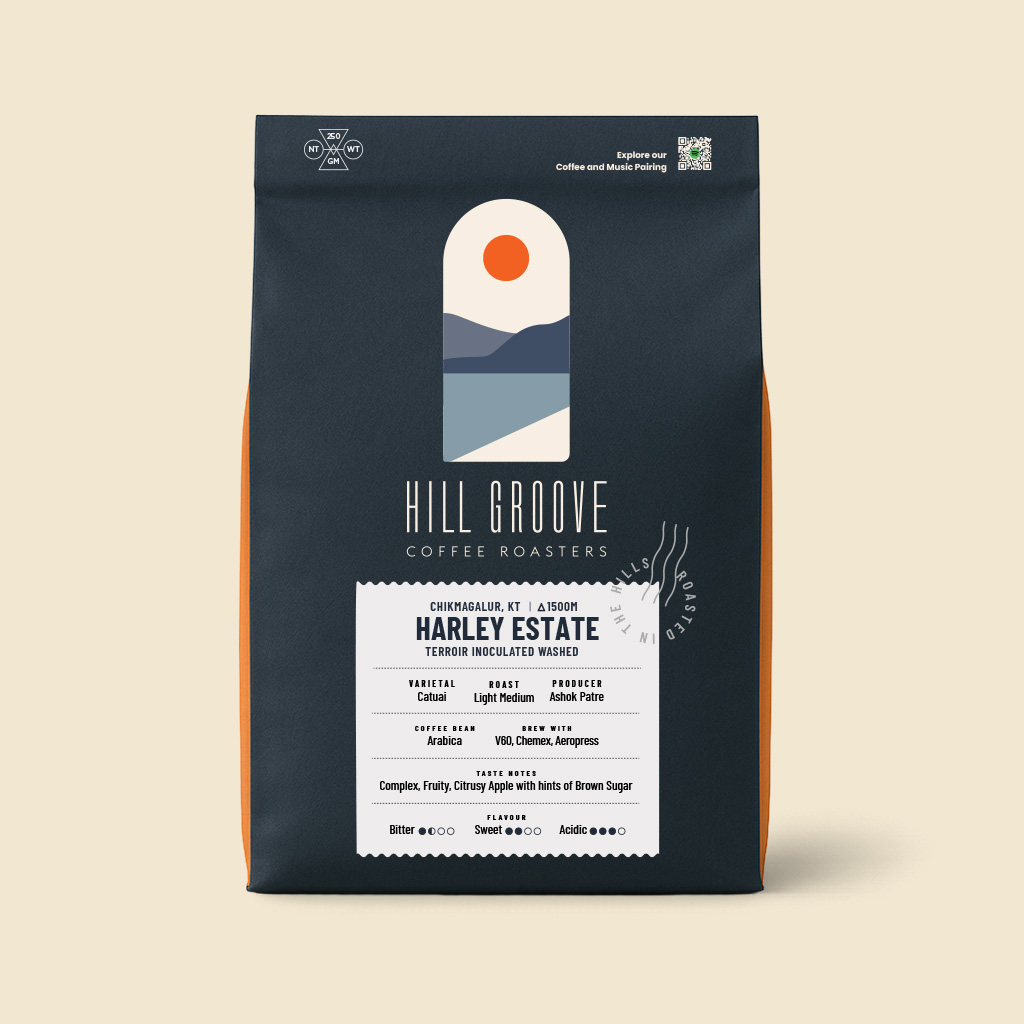 250
NT WT
GM
Explore our
Coffee and Music Pairing
HILL GROOVE
COFFEE ROASTERS
ROASTED IN THE HILLS
CHIKMAGALUR, KT | △1500M
HARLEY ESTATE
TERROIR INOCULATED WASHED
VARIETAL ROAST PRODUCER
Catuai Light Medium Ashok Patre
COFFEE BEAN BREW WITH
Arabica V60, Chemex, Aeropress
TASTE NOTES
Complex, Fruity, Citrusy Apple with hints of Brown Sugar
FLAVOUR
Bitter Sweet Acidic